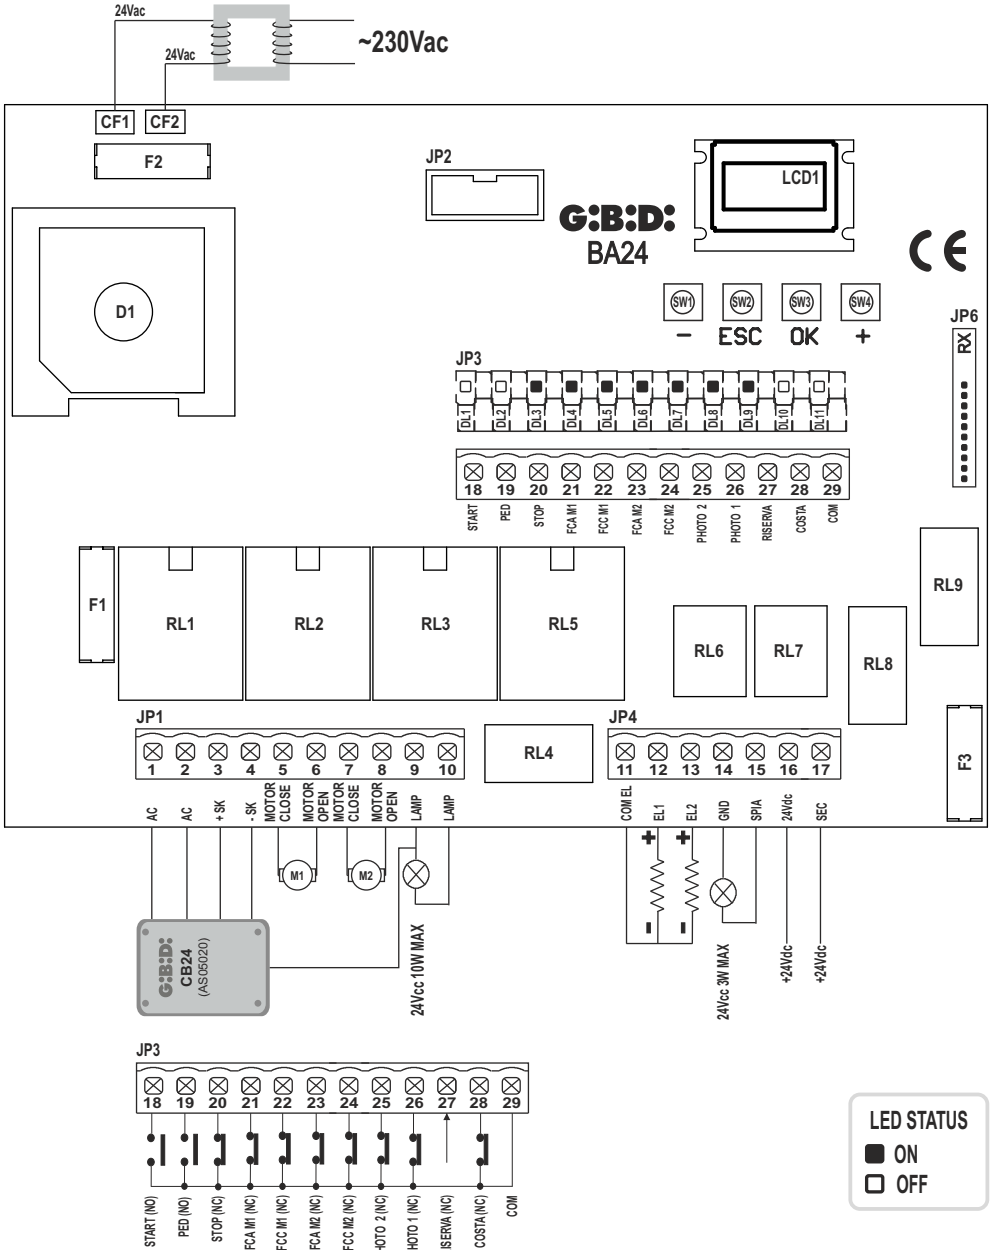 24Vac
24Vac
~230Vac
CF1
CF2
F2
JP2
LCD1
G:B:D:
BA24
CE
D1
SW1
SW2
SW3
SW4
-
ESC
OK
+
JP6
RX
JP3
DL1
DL2
DL3
DL4
DL5
DL6
DL7
DL8
DL9
DL10
DL11
18
19
20
21
22
23
24
25
26
27
28
29
START
PED
STOP
FCA M1
FCC M1
FCA M2
FCC M2
PHOTO 2
PHOTO 1
RISERVA
COSTA
COM
F1
RL1
RL2
RL3
RL5
RL6
RL7
RL8
RL9
JP1
RL4
JP4
F3
1
2
3
4
5
6
7
8
9
10
11
12
13
14
15
16
17
AC
AC
+ SK
- SK
MOTOR
CLOSE
MOTOR
OPEN
MOTOR
CLOSE
MOTOR
OPEN
LAMP
LAMP
COM EL
EL1
EL2
GND
SPIA
24Vdc
SEC
+
+
M1
M2
-
-
G:B:D:
CB24
(AS05020)
24Vcc 10W MAX
24Vcc 3W MAX
+24Vdc
+24Vdc
JP3
18
19
20
21
22
23
24
25
26
27
28
29
START (NO)
PED (NO)
STOP (NC)
FCA M1 (NC)
FCC M1 (NC)
FCA M2 (NC)
FCC M2 (NC)
HOTO 2 (NC)
HOTO 1 (NC)
ISERVA (NC)
COSTA (NC)
COM
LED STATUS
ON
OFF